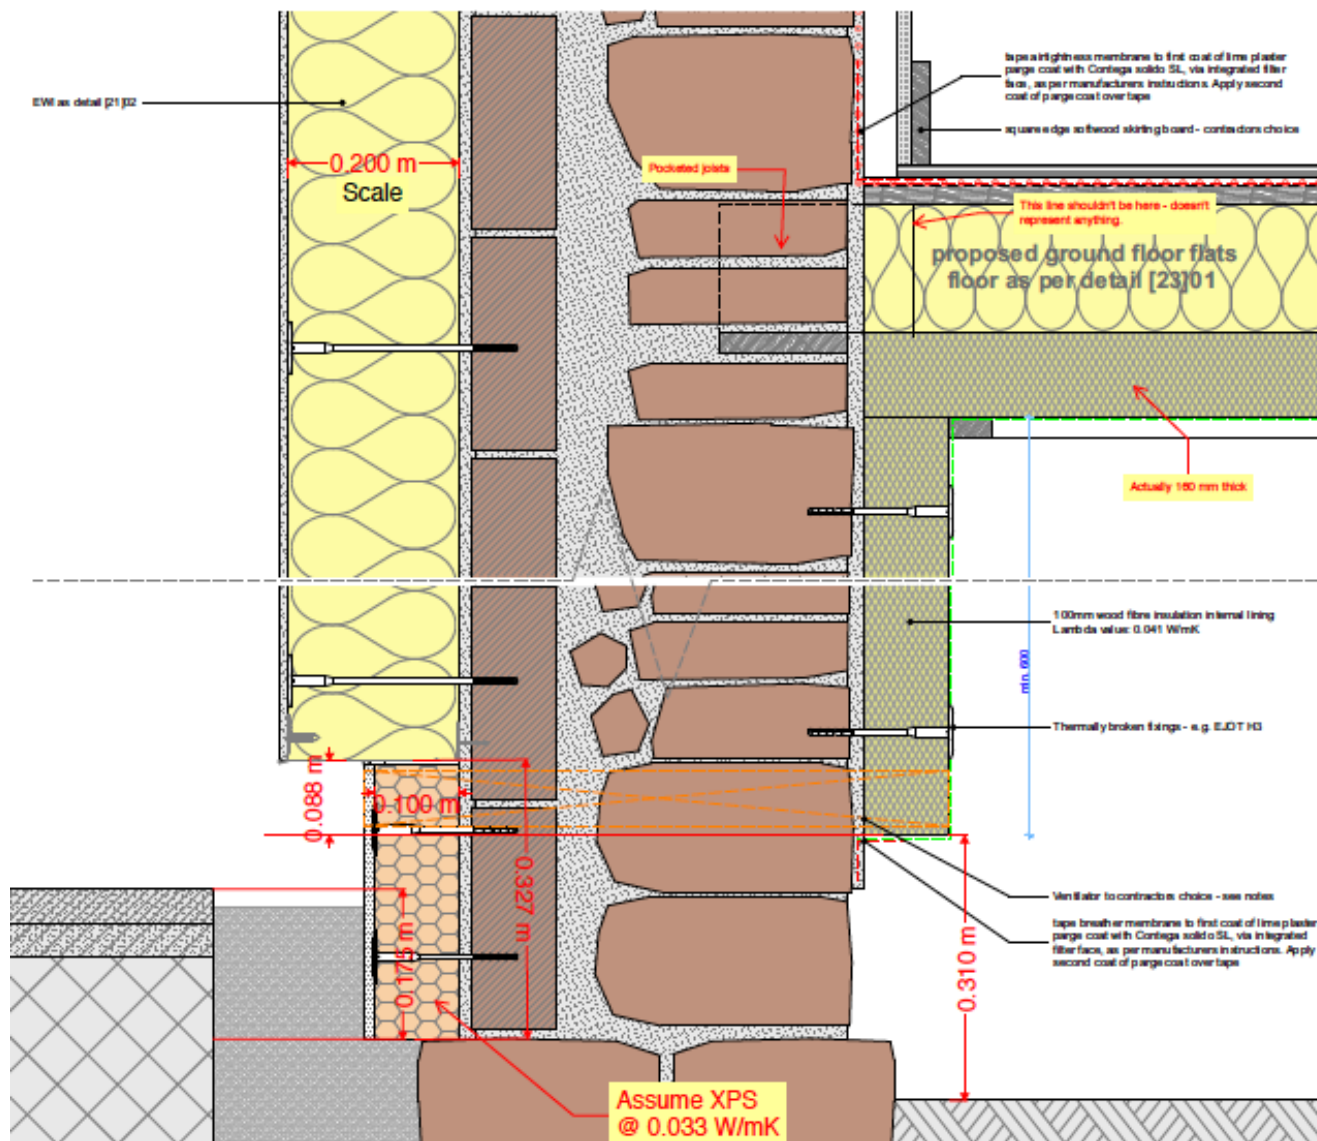 tape airtightness membrane to first coat of lime plaster
parge coat with Contega solido SL, via integrated filter
face, as per manufacturers instructions. Apply second
coat of parge coat over tape
EWI as detail [21]02
square edge softwood skirting board - contractors choice
0.200 m
Scale
Pocketed joists
This line shouldn't be here - doesn't
represent anything.
proposed ground floor flats
floor as per detail [23]01
Actually 160 mm thick
100mm wood fibre insulation internal lining
Lambda value: 0.041 W/mK
min. 600
Thermally broken fixings - e.g. EJOT H3
0.088 m
0.100 m
0.327 m
Ventilator to contractors choice - see notes
tape breather membrane to first coat of lime plaster
parge coat with Contega solido SL, via integrated
filter face, as per manufacturers instructions. Apply
second coat of parge coat over tape
0.175 m
0.310 m
Assume XPS
@ 0.033 W/mK